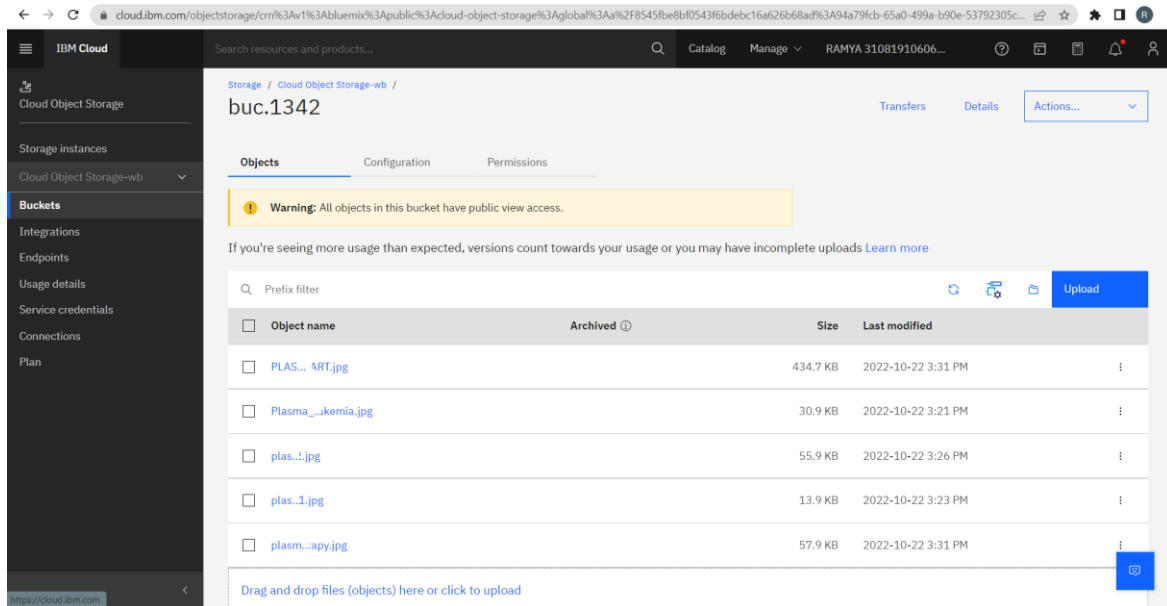 cloud.ibm.com/objectstorage/crn%3Av1%3Abluemix%3Apublic%3Acloud-object-storage%3Aglobal%3Aa%2F8545fbe8bf0543f6bdebc16a626b68ad%3A94a79fcb-65a0-499a-b90e-53792305c... R
IBM Cloud Search resources and products... Catalog Manage RAMYA 31081910606...
Cloud Object Storage
Storage instances
Cloud Object Storage-wb
Buckets
Integrations
Endpoints
Usage details
Service credentials
Connections
Plan
https://cloud.ibm.com
Storage / Cloud Object Storage-wb /
buc.1342
Transfers Details Actions...
Objects Configuration Permissions
Warning: All objects in this bucket have public view access.
If you're seeing more usage than expected, versions count towards your usage or you may have incomplete uploads Learn more
Prefix filter Upload
Object name Archived Size Last modified
PLAS... ART.jpg 434.7 KB 2022-10-22 3:31 PM
Plasma_...kemia.jpg 30.9 KB 2022-10-22 3:21 PM
plas..!.jpg 55.9 KB 2022-10-22 3:26 PM
plas..1.jpg 13.9 KB 2022-10-22 3:23 PM
plasm...apy.jpg 57.9 KB 2022-10-22 3:31 PM
Drag and drop files (objects) here or click to upload